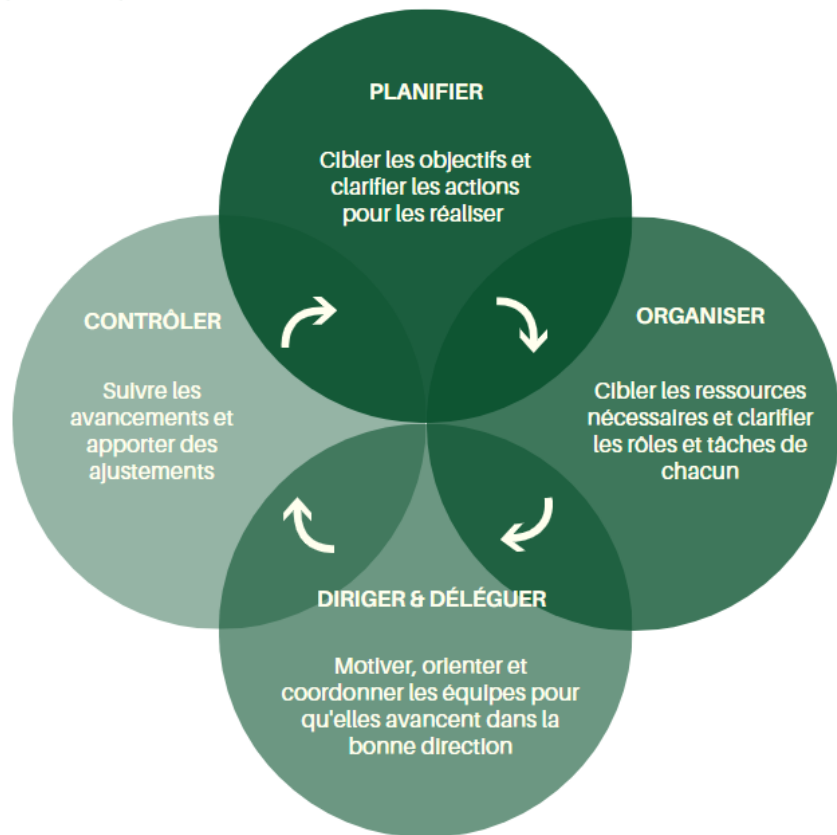 PLANIFIER
Cibler les objectifs et
clarifier les actions
pour les réaliser
ORGANISER
Cibler les ressources
nécessaires et clarifier
les rôles et tâches de
chacun
DIRIGER & DÉLÉGUER
Motiver, orienter et
coordonner les équipes pour
qu'elles avancent dans la
bonne direction
CONTRÔLER
Suivre les
avancements et
apporter des
ajustements